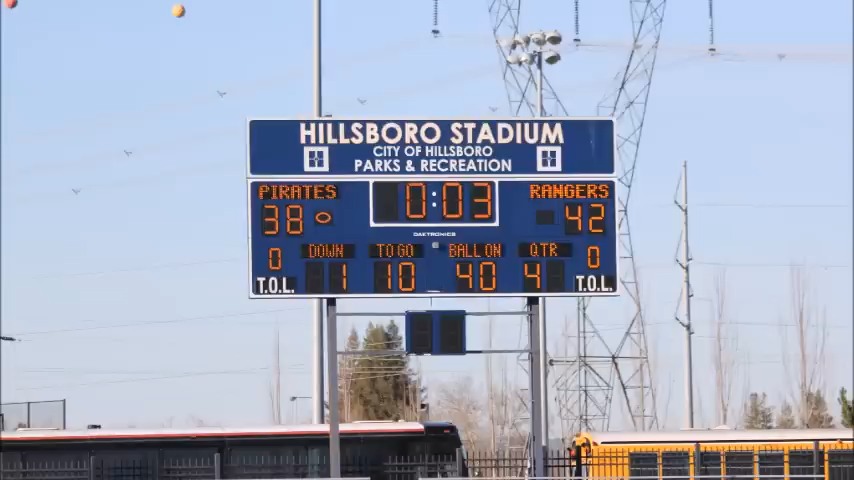 HILLSBORO STADIUM
CITY OF HILLSBORO
PARKS & RECREATION
PIRATES 0:03 RANGERS
38 42
DAKTRONICS
DOWN TO GO BALL ON QTR
0 0
T.O.L. 1 10 40 4 T.O.L.